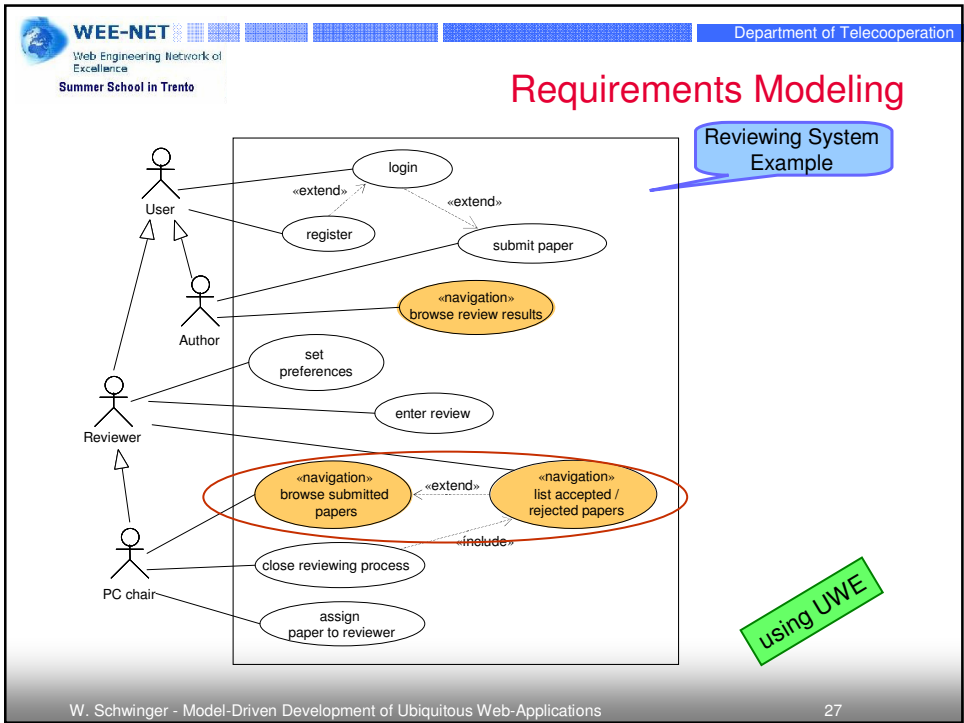 WEE-NET
Department of Telecooperation
Web Engineering Network of
Excellence
Summer School in Trento
Requirements Modeling
Reviewing System
Example
login
«extend»
«extend»
User
register
submit paper
«navigation»
browse review results
Author
set
preferences
enter review
Reviewer
«navigation»
browse submitted
papers
«extend»
«navigation»
list accepted /
rejected papers
«include»
close reviewing process
PC chair
assign
paper to reviewer
using UWE
W. Schwinger - Model-Driven Development of Ubiquitous Web-Applications
27